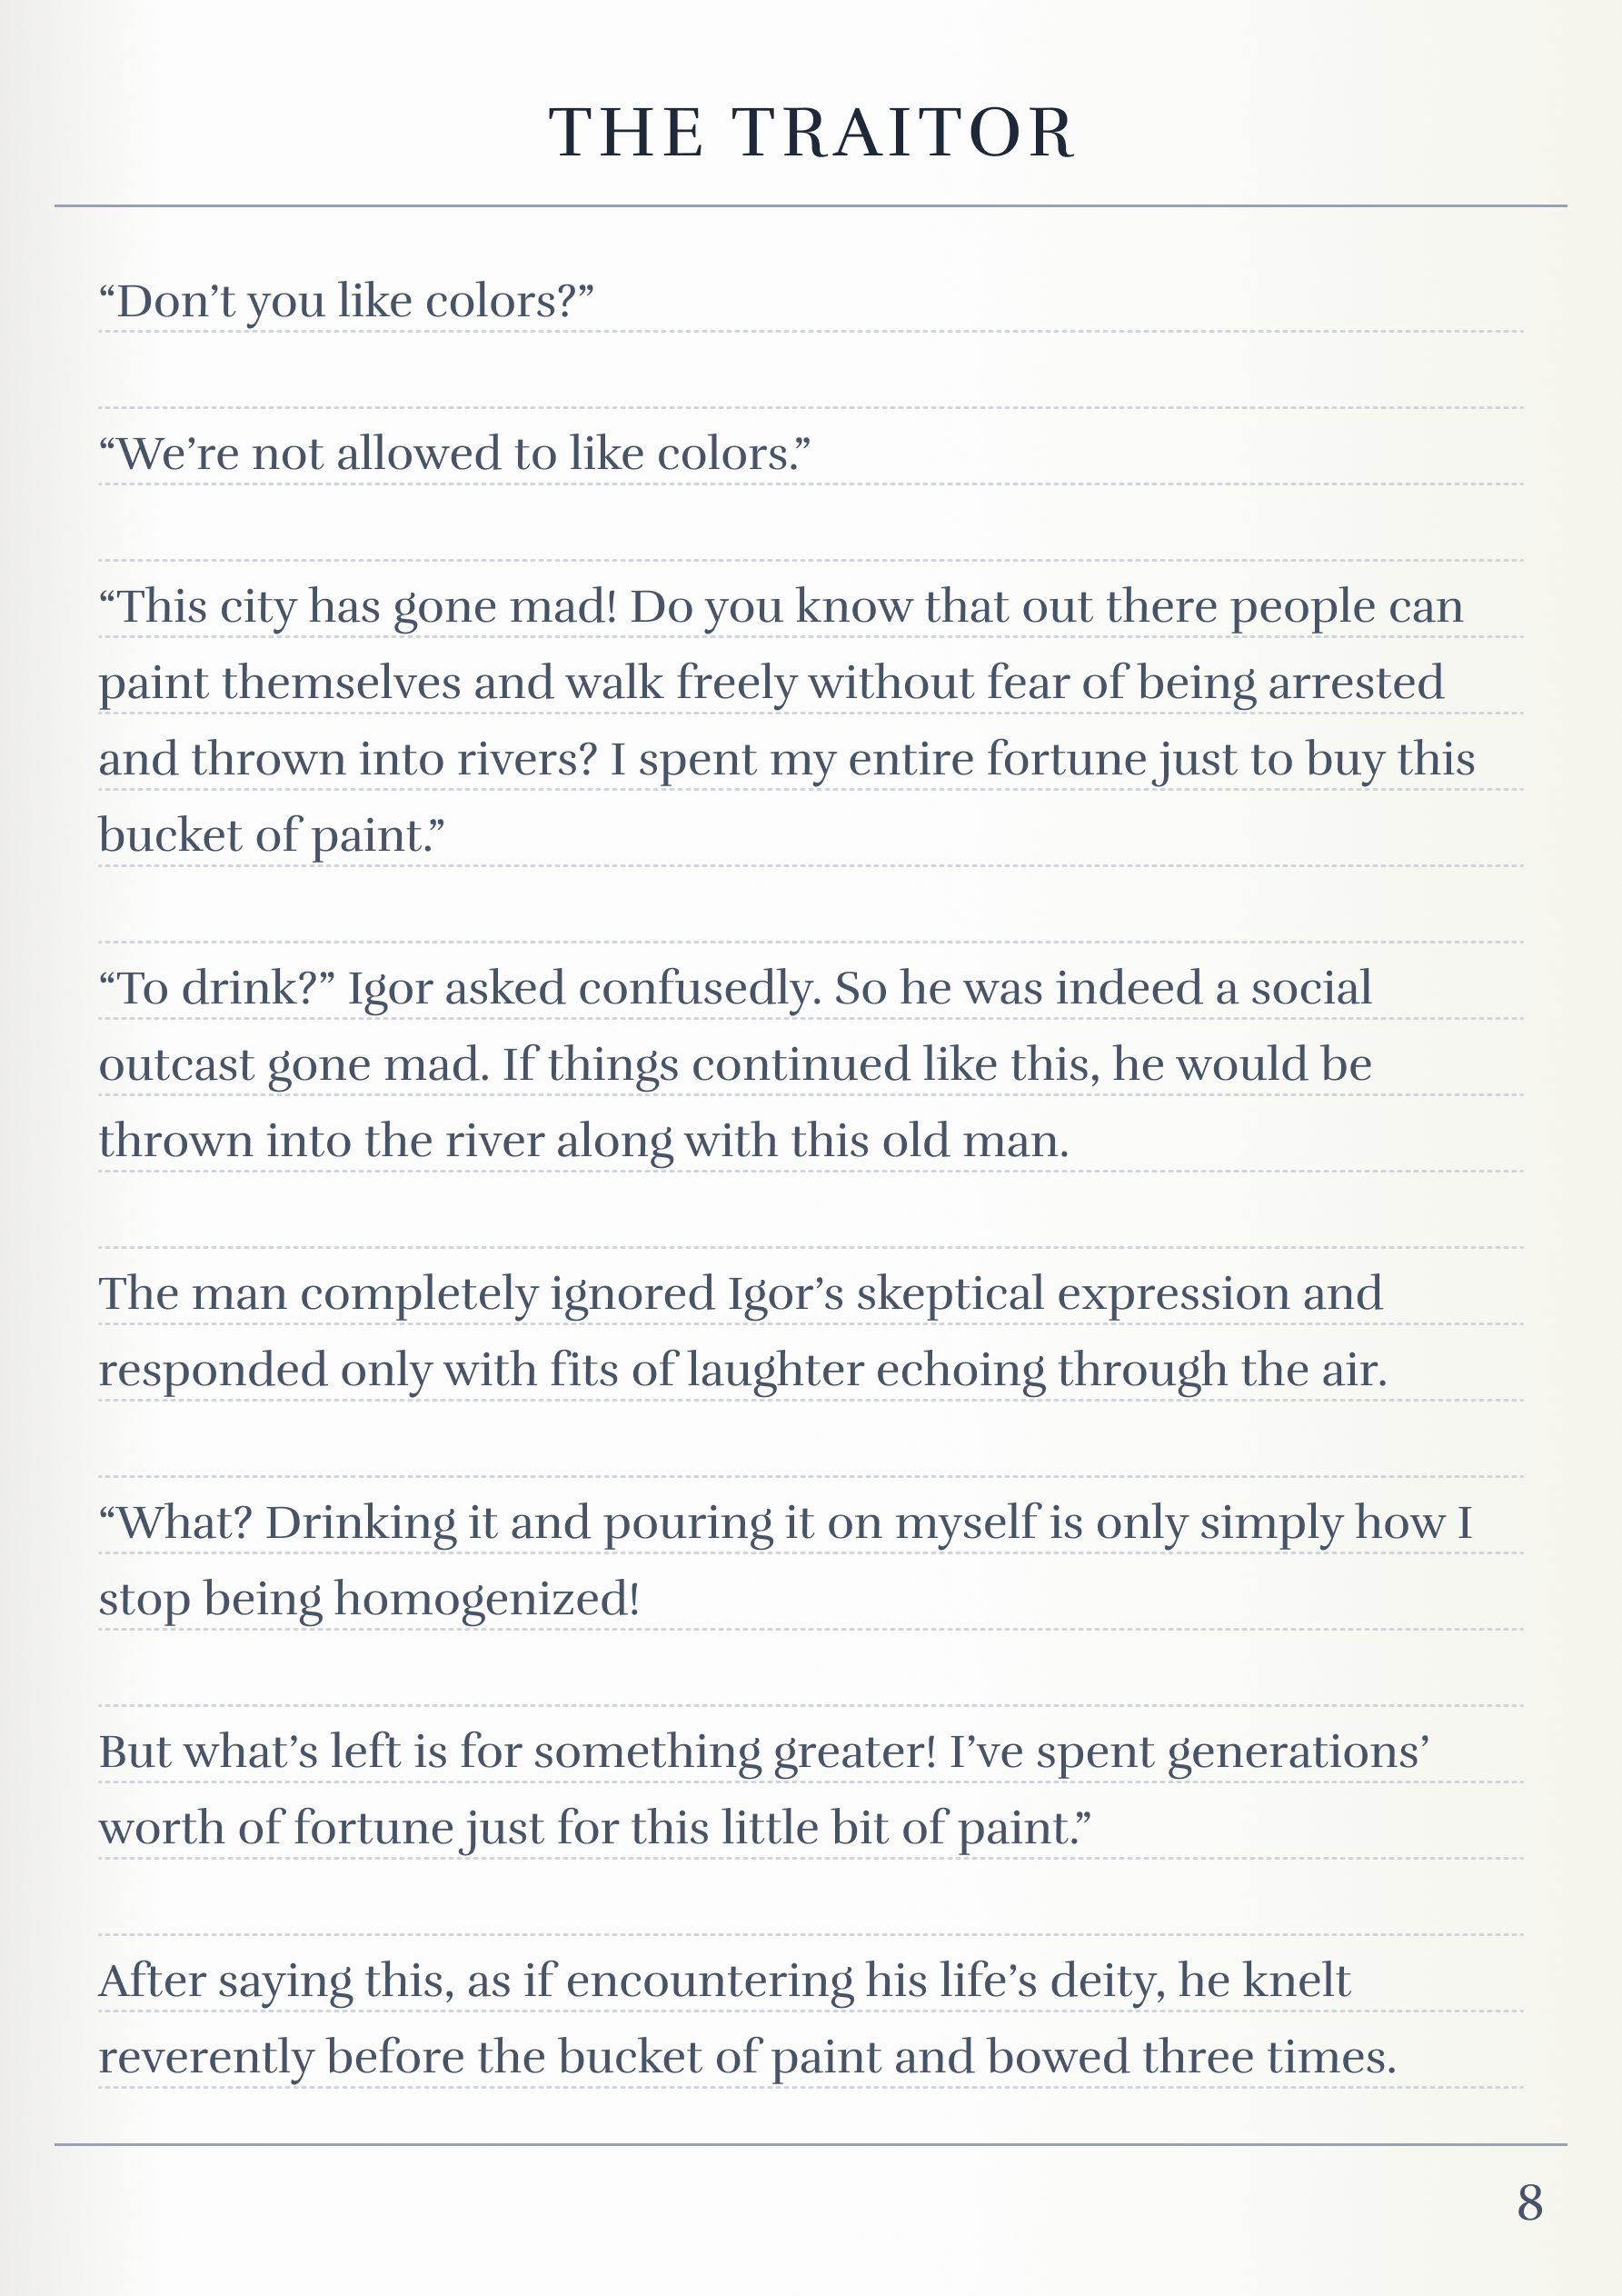 THE TRAITOR
“Don’t you like colors?”
“We’re not allowed to like colors.”
“This city has gone mad! Do you know that out there people can
paint themselves and walk freely without fear of being arrested
and thrown into rivers? I spent my entire fortune just to buy this
bucket of paint.”
“To drink?” Igor asked confusedly. So he was indeed a social
outcast gone mad. If things continued like this, he would be
thrown into the river along with this old man.
The man completely ignored Igor’s skeptical expression and
responded only with fits of laughter echoing through the air.
“What? Drinking it and pouring it on myself is only simply how I
stop being homogenized!
But what’s left is for something greater! I’ve spent generations’
worth of fortune just for this little bit of paint.”
After saying this, as if encountering his life’s deity, he knelt
reverently before the bucket of paint and bowed three times.
8